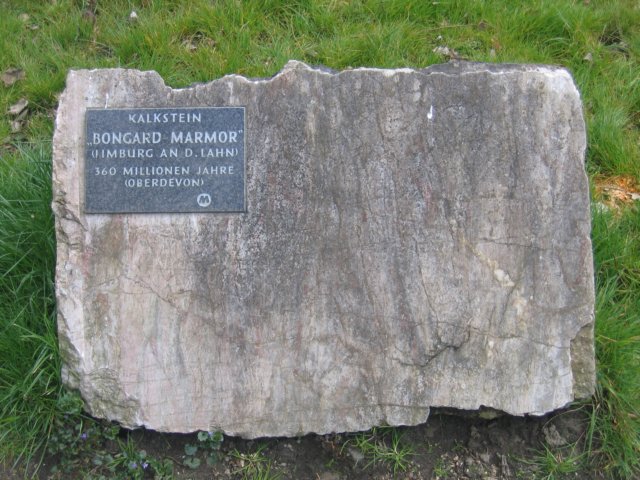 KALKSTEIN
„BONGARD-MARMOR"
(LIMBURG AN D. LAHN)
360 MILLIONEN JAHRE
(OBERDEVON)
M